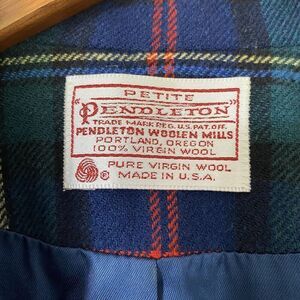 PETITE
"PENDLETON"
TRADE MARK REG. U.S. PAT. OFF.
PENDLETON WOOLEN MILLS
PORTLAND, OREGON
100% VIRGIN WOOL
PURE VIRGIN WOOL
® MADE IN U.S.A.